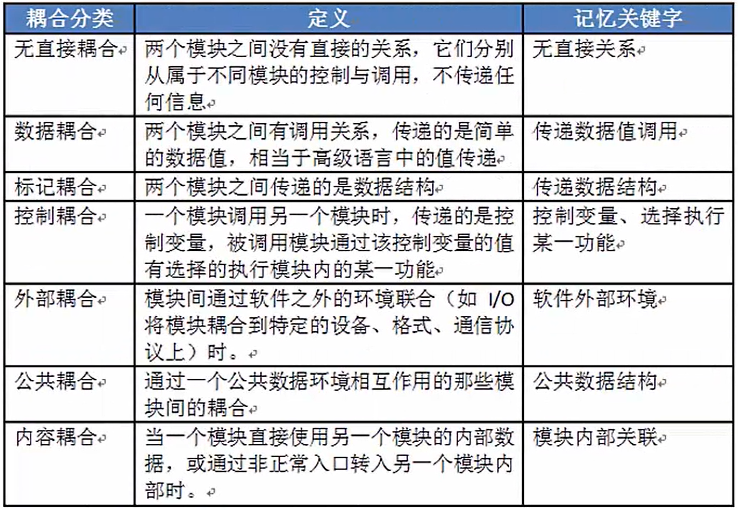 耦合分类 定义 记忆关键字
无直接耦合 两个模块之间没有直接的关系，它们分别 无直接关系
从属于不同模块的控制与调用，不传递任
何信息
数据耦合 两个模块之间有调用关系，传递的是简单 传递数据值调用
的数据值，相当于高级语言中的值传递
标记耦合 两个模块之间传递的是数据结构 传递数据结构
控制耦合 一个模块调用另一个模块时，传递的是控 控制变量、选择执行
制变量，被调用模块通过该控制变量的值 某一功能
有选择的执行模块内的某一功能
外部耦合 模块间通过软件之外的环境联合（如 I/O 软件外部环境
将模块耦合到特定的设备、格式、通信协
议上）时。
公共耦合 通过一个公共数据环境相互作用的那些模 公共数据结构
块间的耦合
内容耦合 当一个模块直接使用另一个模块的内部数 模块内部关联
据，或通过非正常入口转入另一个模块内
部时。